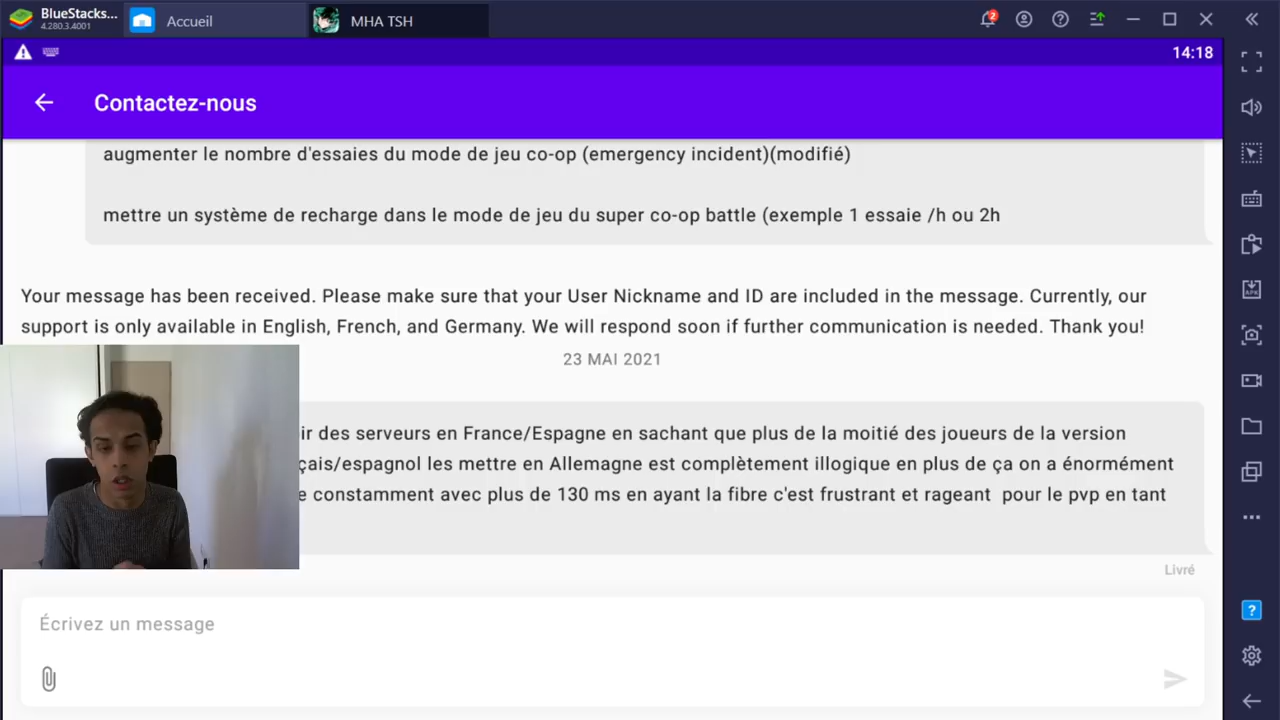 BlueStacks...
4.280.3.4001
Accueil
MHA TSH
2
14:18
Contactez-nous
augmenter le nombre d'essaies du mode de jeu co-op (emergency incident)(modifié)
mettre un système de recharge dans le mode de jeu du super co-op battle (exemple 1 essaie /h ou 2h
Your message has been received. Please make sure that your User Nickname and ID are included in the message. Currently, our
support is only available in English, French, and Germany. We will respond soon if further communication is needed. Thank you!
23 MAI 2021
ir des serveurs en France/Espagne en sachant que plus de la moitié des joueurs de la version
çais/espagnol les mettre en Allemagne est complètement illogique en plus de ça on a énormément
e constamment avec plus de 130 ms en ayant la fibre c'est frustrant et rageant pour le pvp en tant
Livré
Écrivez un message